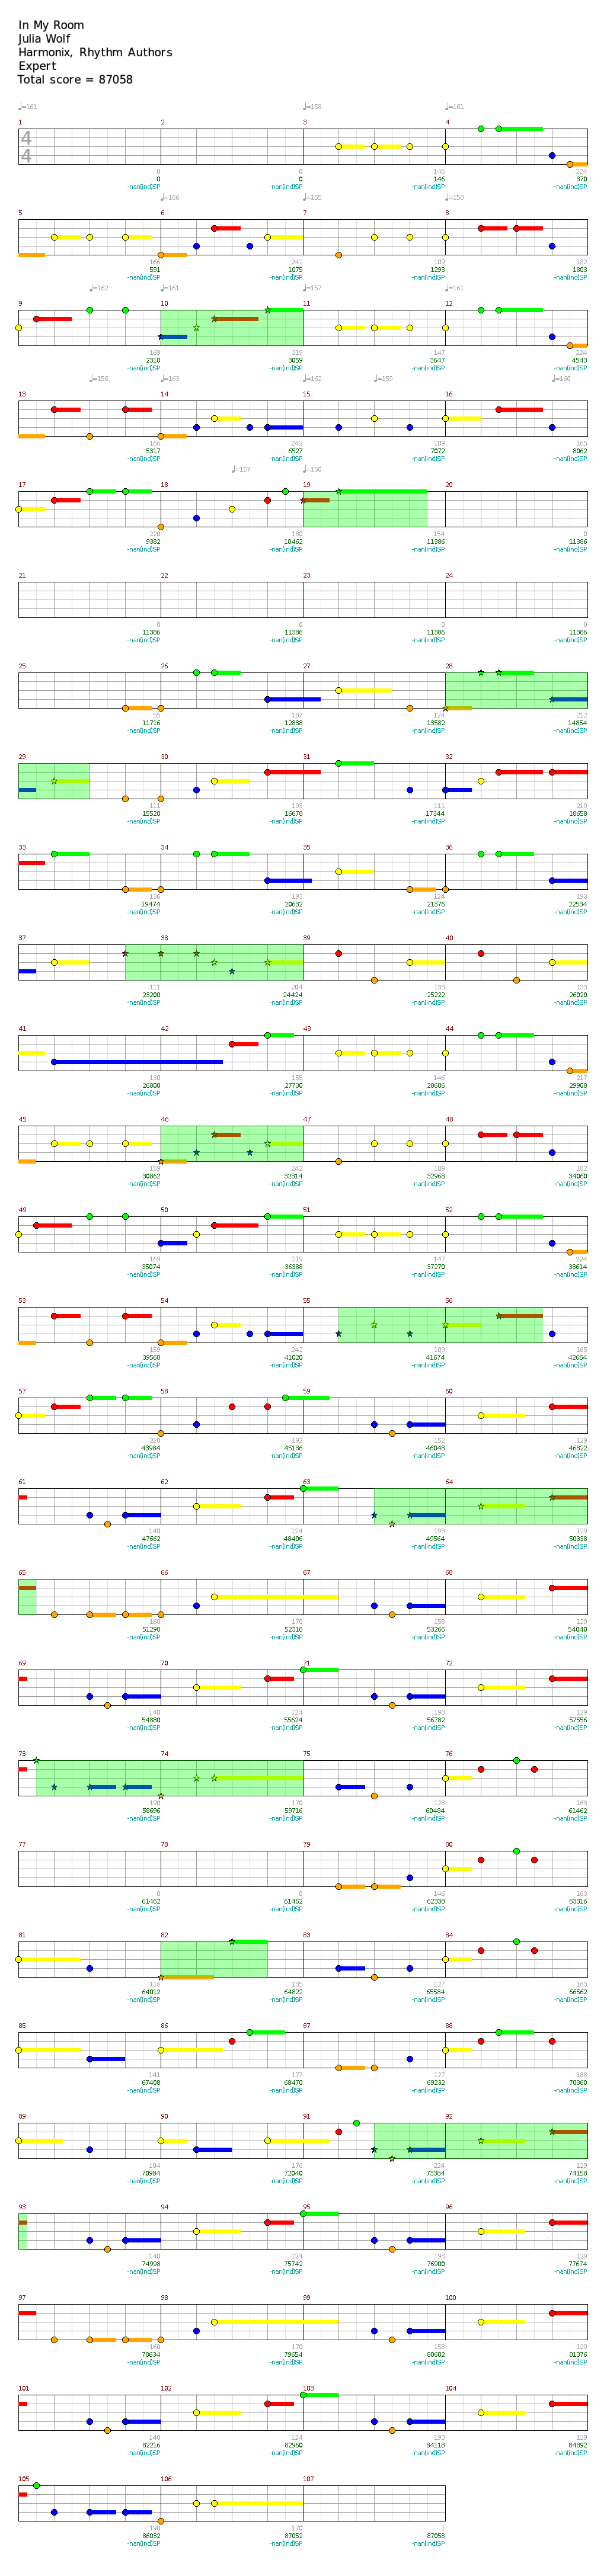 In My Room
Julia Wolf
Harmonix, Rhythm Authors
Expert
Total score = 87058
♩=161 ♩=158 ♩=161
1 2 3 4
4
4
0 0 146 224
0 0 146 370
-nan(ind)SP -nan(ind)SP -nan(ind)SP -nan(ind)SP
♩=166 ♩=155 ♩=158
5 6 7 8
166 242 109 182
591 1075 1293 1803
-nan(ind)SP -nan(ind)SP -nan(ind)SP -nan(ind)SP
♩=162 ♩=161 ♩=157 ♩=161
9 10 11 12
169 219 147 224
2310 3059 3647 4543
-nan(ind)SP -nan(ind)SP -nan(ind)SP -nan(ind)SP
♩=156 ♩=163 ♩=162 ♩=159 ♩=160
13 14 15 16
166 242 109 165
5317 6527 7072 8062
-nan(ind)SP -nan(ind)SP -nan(ind)SP -nan(ind)SP
♩=157 ♩=160
17 18 19 20
220 180 154 0
9382 10462 11386 11386
-nan(ind)SP -nan(ind)SP -nan(ind)SP -nan(ind)SP
21 22 23 24
0 0 0 0
11386 11386 11386 11386
-nan(ind)SP -nan(ind)SP -nan(ind)SP -nan(ind)SP
25 26 27 28
55 187 124 212
11716 12838 13582 14854
-nan(ind)SP -nan(ind)SP -nan(ind)SP -nan(ind)SP
29 30 31 32
111 193 111 219
15520 16678 17344 18658
-nan(ind)SP -nan(ind)SP -nan(ind)SP -nan(ind)SP
33 34 35 36
136 193 124 193
19474 20632 21376 22534
-nan(ind)SP -nan(ind)SP -nan(ind)SP -nan(ind)SP
37 38 39 40
111 204 133 133
23200 24424 25222 26020
-nan(ind)SP -nan(ind)SP -nan(ind)SP -nan(ind)SP
41 42 43 44
130 155 146 217
26800 27730 28606 29908
-nan(ind)SP -nan(ind)SP -nan(ind)SP -nan(ind)SP
45 46 47 48
159 242 109 182
30862 32314 32968 34060
-nan(ind)SP -nan(ind)SP -nan(ind)SP -nan(ind)SP
49 50 51 52
169 219 147 224
35074 36388 37270 38614
-nan(ind)SP -nan(ind)SP -nan(ind)SP -nan(ind)SP
53 54 55 56
159 242 109 165
39568 41020 41674 42664
-nan(ind)SP -nan(ind)SP -nan(ind)SP -nan(ind)SP
57 58 59 60
220 192 152 129
43984 45136 46048 46822
-nan(ind)SP -nan(ind)SP -nan(ind)SP -nan(ind)SP
61 62 63 64
140 124 193 129
47662 48406 49564 50338
-nan(ind)SP -nan(ind)SP -nan(ind)SP -nan(ind)SP
65 66 67 68
160 170 158 129
51298 52318 53266 54040
-nan(ind)SP -nan(ind)SP -nan(ind)SP -nan(ind)SP
69 70 71 72
140 124 193 129
54880 55624 56782 57556
-nan(ind)SP -nan(ind)SP -nan(ind)SP -nan(ind)SP
73 74 75 76
190 170 128 163
58696 59716 60484 61462
-nan(ind)SP -nan(ind)SP -nan(ind)SP -nan(ind)SP
77 78 79 80
0 0 146 163
61462 61462 62338 63316
-nan(ind)SP -nan(ind)SP -nan(ind)SP -nan(ind)SP
81 82 83 84
116 135 127 163
64012 64822 65584 66562
-nan(ind)SP -nan(ind)SP -nan(ind)SP -nan(ind)SP
85 86 87 88
141 177 127 188
67408 68470 69232 70360
-nan(ind)SP -nan(ind)SP -nan(ind)SP -nan(ind)SP
89 90 91 92
104 176 224 129
70984 72040 73384 74158
-nan(ind)SP -nan(ind)SP -nan(ind)SP -nan(ind)SP
93 94 95 96
140 124 193 129
74998 75742 76900 77674
-nan(ind)SP -nan(ind)SP -nan(ind)SP -nan(ind)SP
97 98 99 100
160 170 158 129
78634 79654 80602 81376
-nan(ind)SP -nan(ind)SP -nan(ind)SP -nan(ind)SP
101 102 103 104
140 124 193 129
82216 82960 84118 84892
-nan(ind)SP -nan(ind)SP -nan(ind)SP -nan(ind)SP
105 106 107
190 170 1
86032 87052 87058
-nan(ind)SP -nan(ind)SP -nan(ind)SP